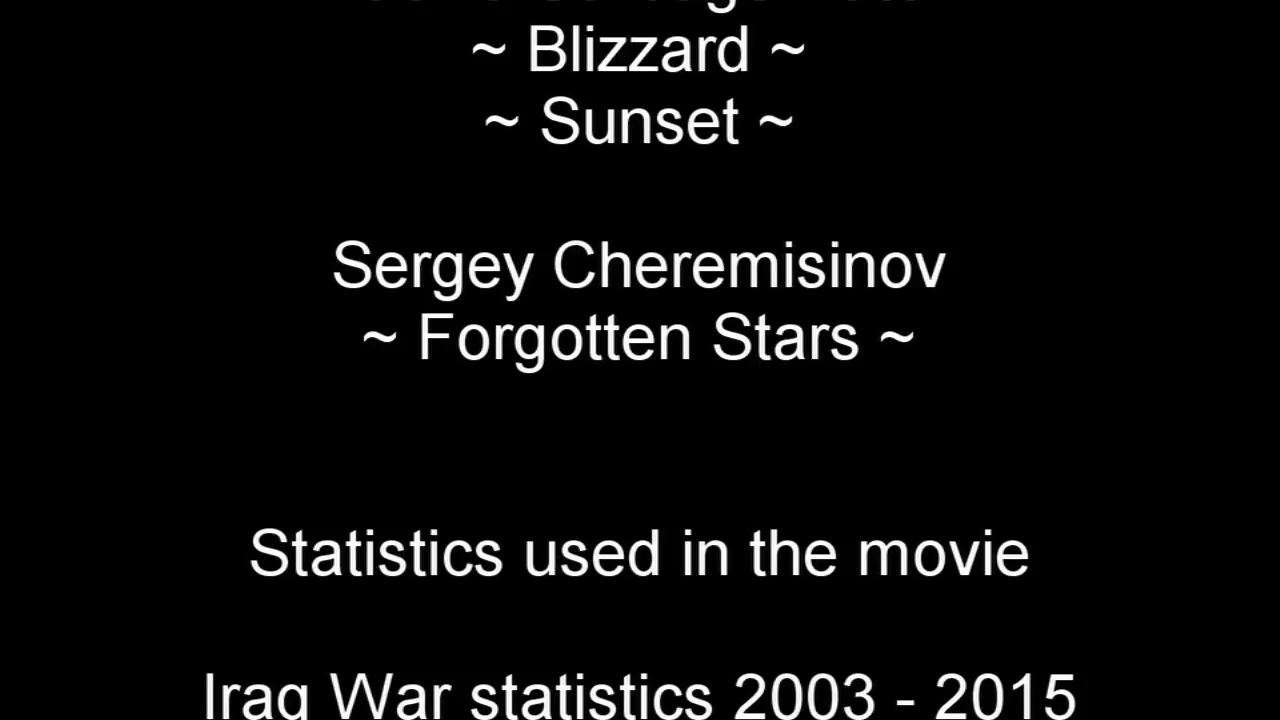 ~ Blizzard ~
~ Sunset ~
Sergey Cheremisinov
~ Forgotten Stars ~
Statistics used in the movie
Iraq War statistics 2003 - 2015